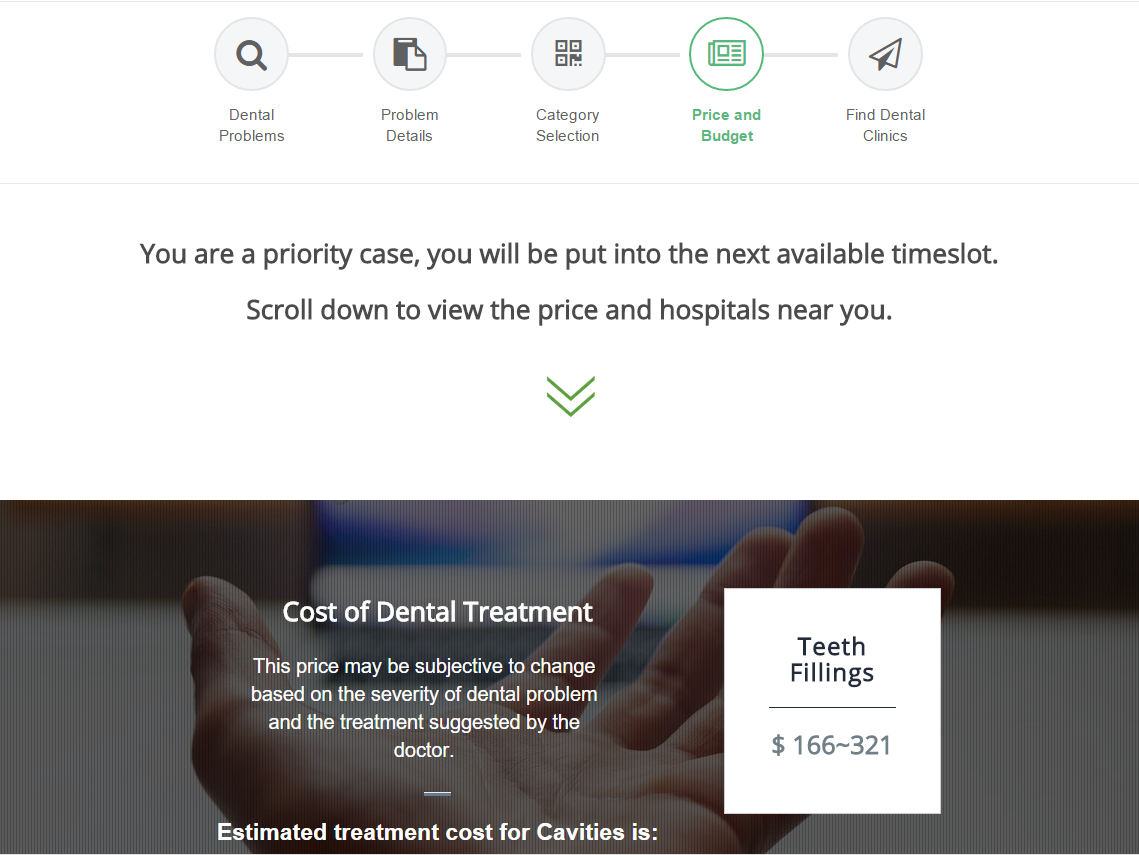 Dental
Problems
Problem
Details
Category
Selection
Price and
Budget
Find Dental
Clinics
You are a priority case, you will be put into the next available timeslot.
Scroll down to view the price and hospitals near you.
Cost of Dental Treatment
This price may be subjective to change
based on the severity of dental problem
and the treatment suggested by the
doctor.
Estimated treatment cost for Cavities is:
Teeth
Fillings
$ 166~321